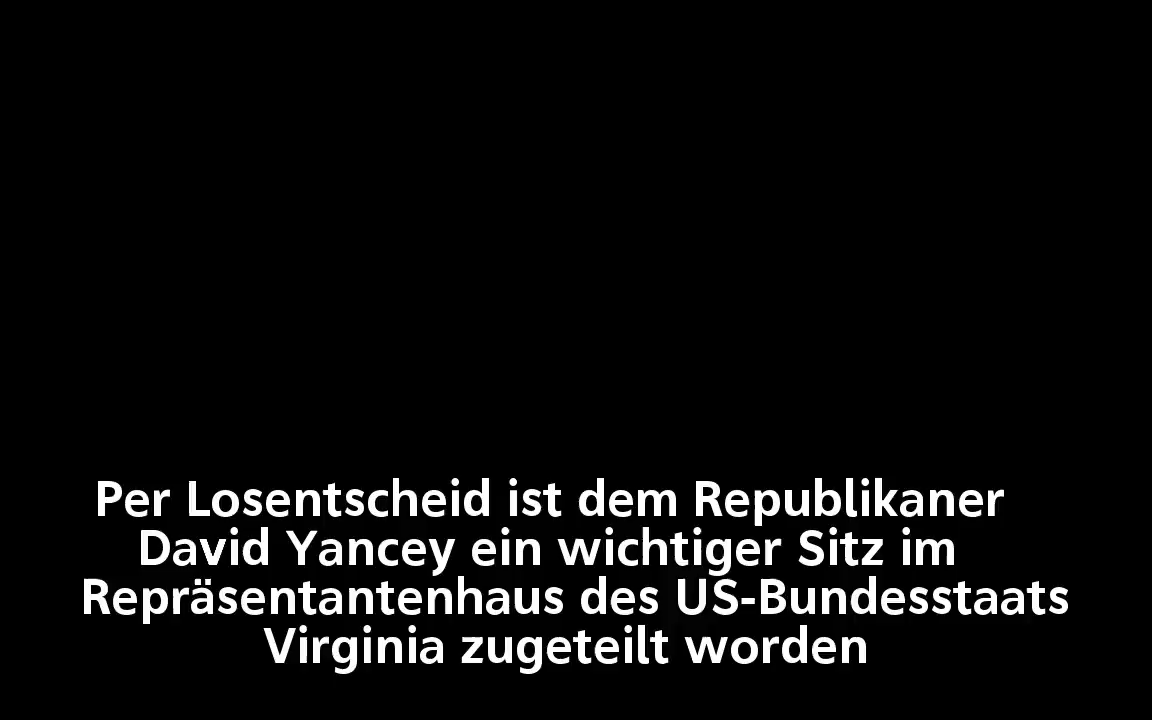 Per Losentscheid ist dem Republikaner
David Yancey ein wichtiger Sitz im
Repräsentantenhaus des US-Bundesstaats
Virginia zugeteilt worden